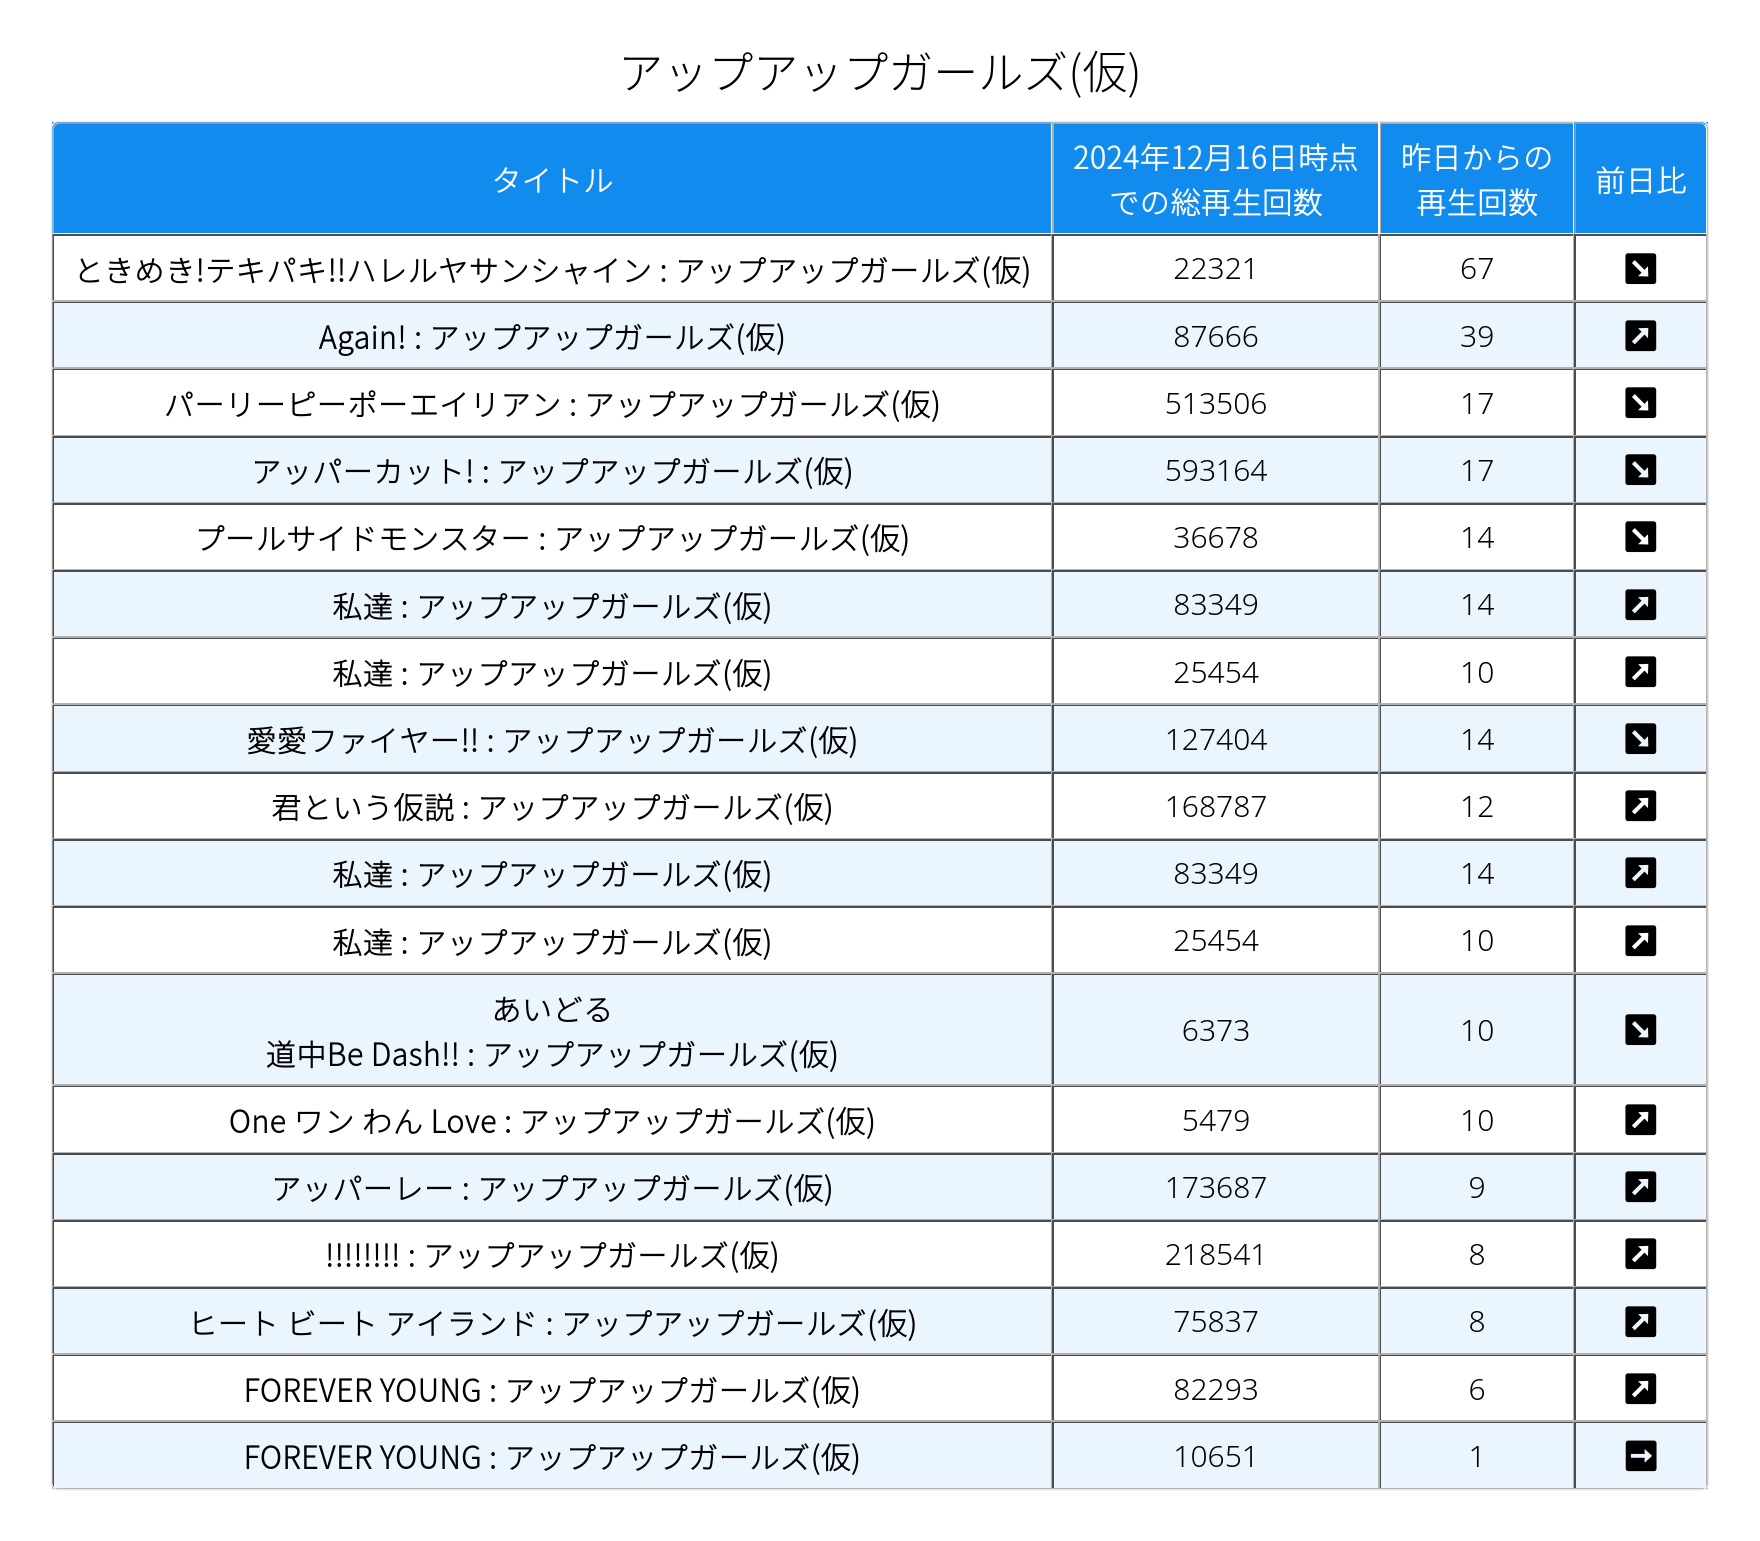 アップアップガールズ(仮)
タイトル
2024年12月16日時点
での総再生回数
昨日からの
再生回数
前日比
ときめき!テキパキ!!ハレルヤサンシャイン : アップアップガールズ(仮) 22321 67 ↘
Again! : アップアップガールズ(仮) 87666 39 ↗
パーリーピーポーエイリアン : アップアップガールズ(仮) 513506 17 ↘
アッパーカット! : アップアップガールズ(仮) 593164 17 ↘
プールサイドモンスター : アップアップガールズ(仮) 36678 14 ↘
私達 : アップアップガールズ(仮) 83349 14 ↗
私達 : アップアップガールズ(仮) 25454 10 ↗
愛愛ファイヤー!! : アップアップガールズ(仮) 127404 14 ↘
君という仮説 : アップアップガールズ(仮) 168787 12 ↗
私達 : アップアップガールズ(仮) 83349 14 ↗
私達 : アップアップガールズ(仮) 25454 10 ↗
あいどる
道中Be Dash!! : アップアップガールズ(仮) 6373 10 ↘
One ワン わん Love : アップアップガールズ(仮) 5479 10 ↗
アッパーレー : アップアップガールズ(仮) 173687 9 ↗
!!!!!!!! : アップアップガールズ(仮) 218541 8 ↗
ヒート ビート アイランド : アップアップガールズ(仮) 75837 8 ↗
FOREVER YOUNG : アップアップガールズ(仮) 82293 6 ↗
FOREVER YOUNG : アップアップガールズ(仮) 10651 1 →